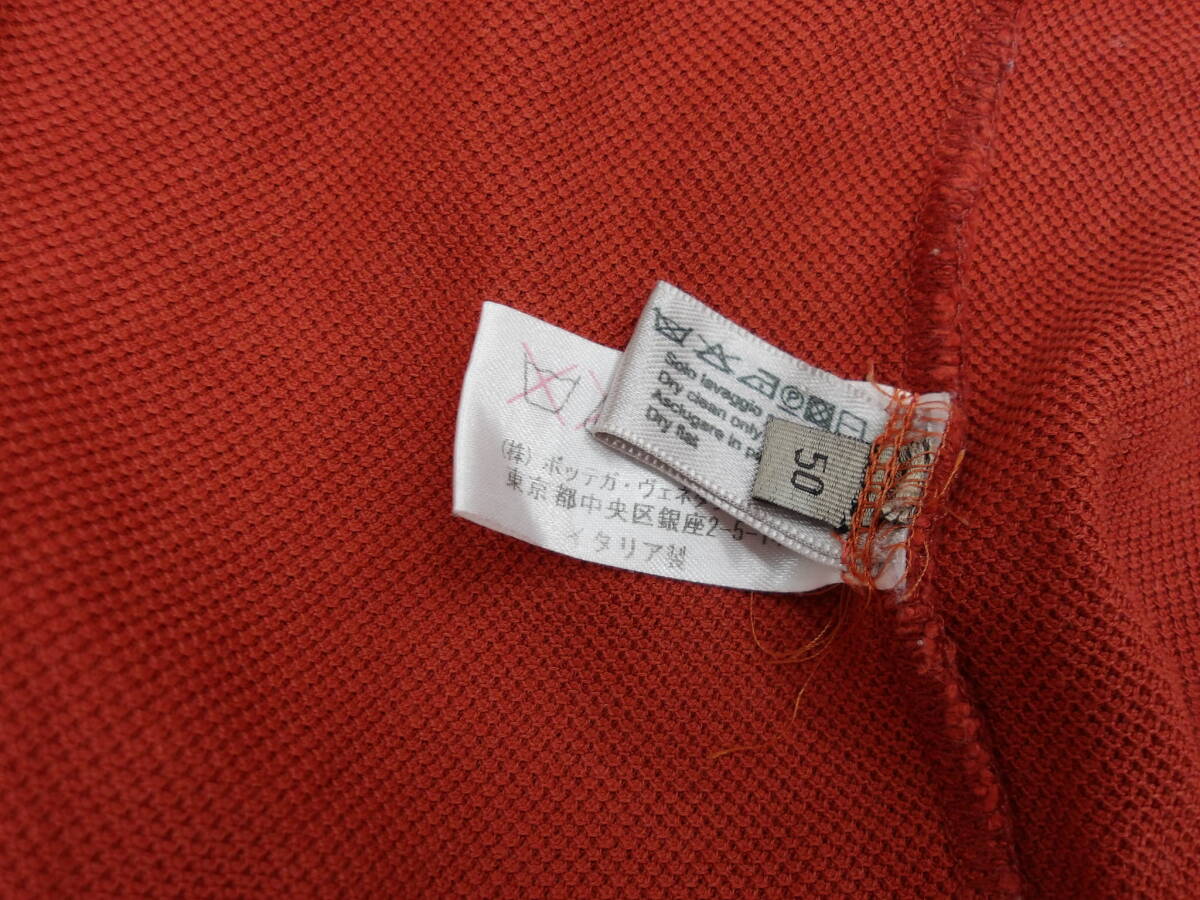 Solo lavaggio
Dry clean only
Asciugare in
Dry flat
50
(株) ボッテガ・ヴェネタ
東京都中央区銀座2-5-1
イタリア製